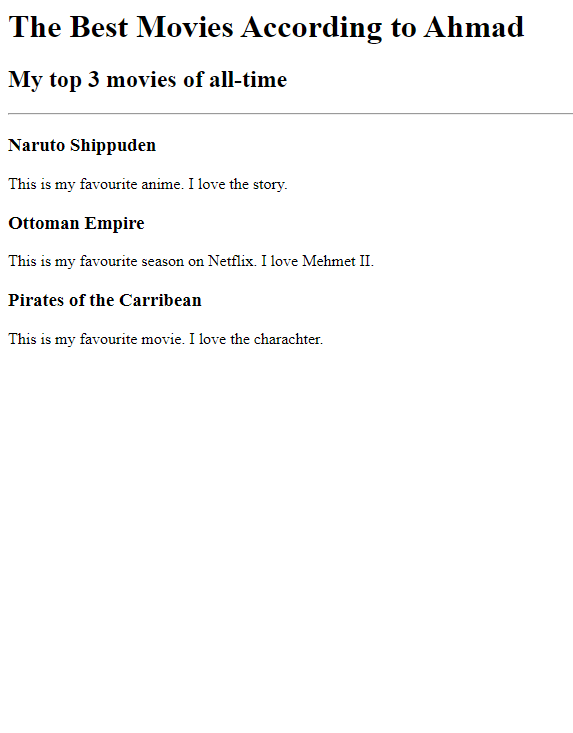 The Best Movies According to Ahmad
My top 3 movies of all-time
Naruto Shippuden
This is my favourite anime. I love the story.
Ottoman Empire
This is my favourite season on Netflix. I love Mehmet II.
Pirates of the Carribean
This is my favourite movie. I love the charachter.